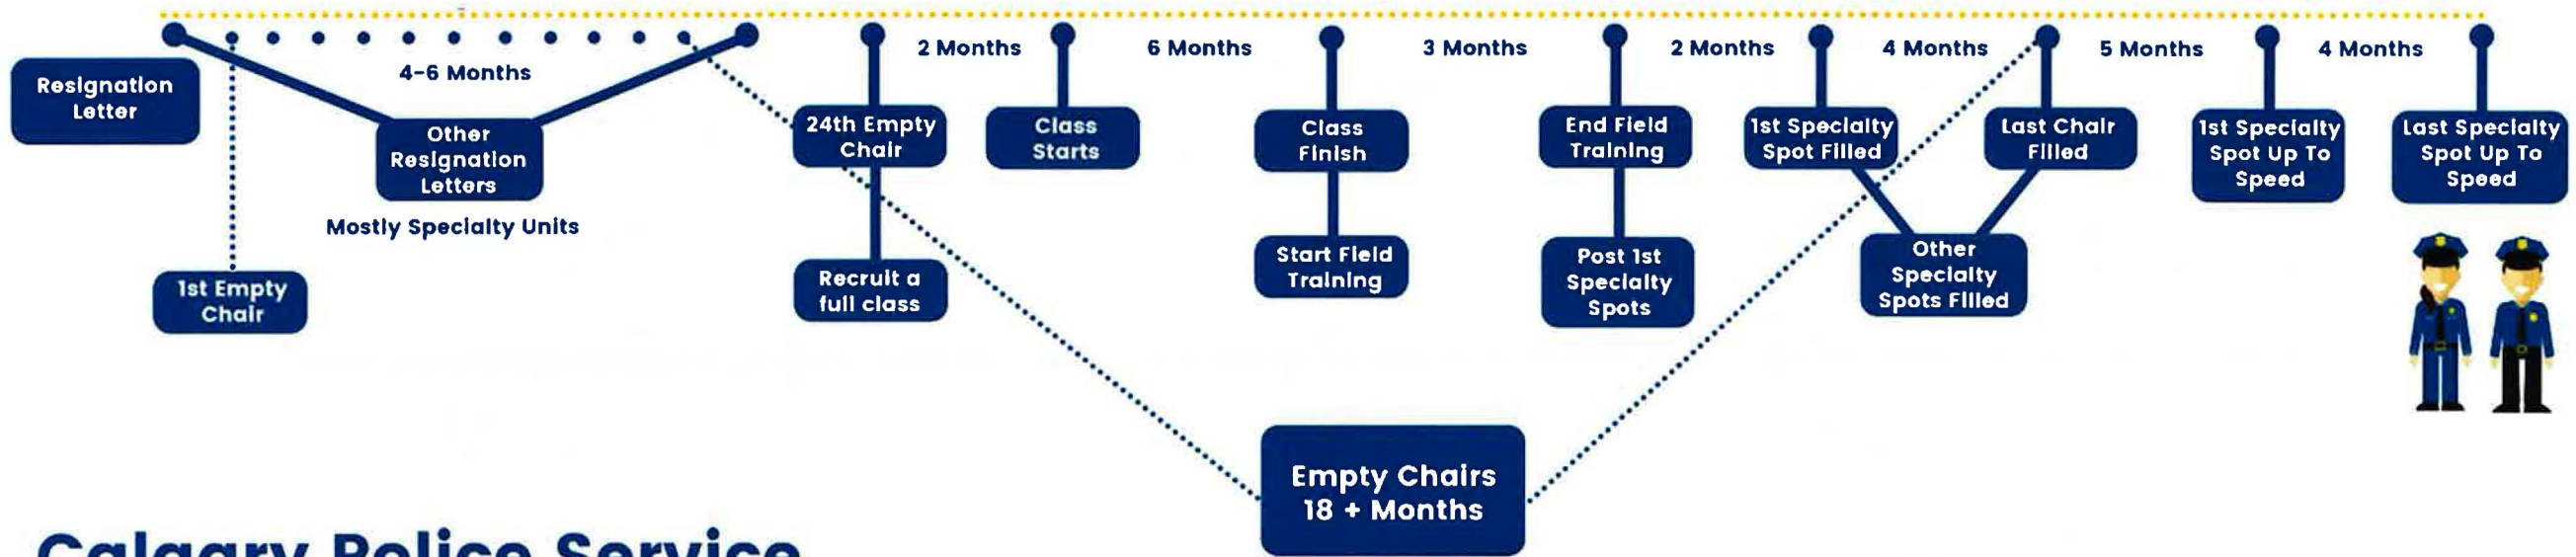 Resignation
Letter
4-6 Months
Other
Resignation
Letters
Mostly Specialty Units
1st Empty
Chair
24th Empty
Chair
Recruit a
full class
2 Months
Class
Starts
6 Months
Class
Finish
Start Field
Training
3 Months
End Field
Training
Post 1st
Specialty
Spots
2 Months
1st Specialty
Spot Filled
4 Months
Other
Specialty
Spots Filled
Last Chair
Filled
5 Months
1st Specialty
Spot Up To
Speed
4 Months
Last Specialty
Spot Up To
Speed
Empty Chairs
18 + Months
Calgary Police Service